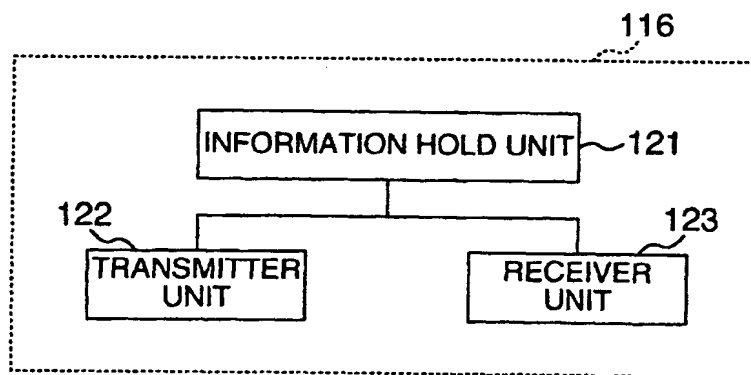 116
INFORMATION HOLD UNIT
121
122
123
TRANSMITTER
UNIT
RECEIVER
UNIT